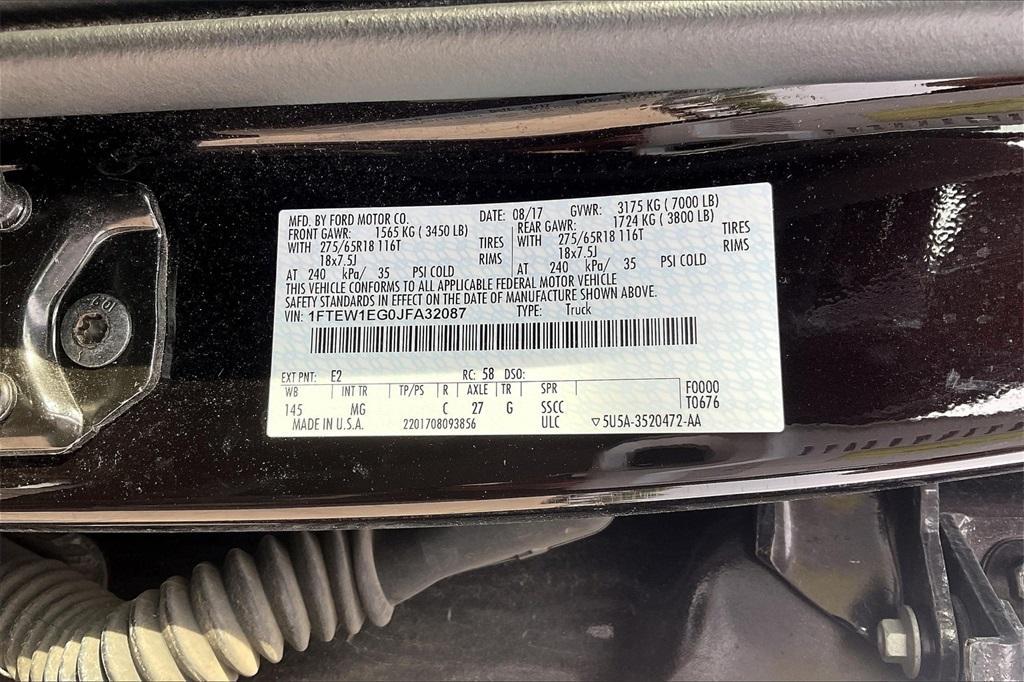 MFD. BY FORD MOTOR CO. DATE: 08/17 GVWR: 3175 KG ( 7000 LB)
FRONT GAWR: 1565 KG ( 3450 LB) REAR GAWR: 1724 KG ( 3800 LB)
WITH 275/65R18 116T TIRES WITH 275/65R18 116T TIRES
18x7.5J RIMS 18x7.5J RIMS
AT 240 kPa/ 35 PSI COLD AT 240 kPa/ 35 PSI COLD
THIS VEHICLE CONFORMS TO ALL APPLICABLE FEDERAL MOTOR VEHICLE
SAFETY STANDARDS IN EFFECT ON THE DATE OF MANUFACTURE SHOWN ABOVE.
VIN: 1FTEW1EG0JFA32087 TYPE: Truck
EXT PNT: E2 RC: 58 DSO:
WB INT TR TP/PS R AXLE TR SPR F0000
145 MG C 27 G SSCC T0676
MADE IN U.S.A. 2201708093856 ULC ▽5U5A-3520472-AA